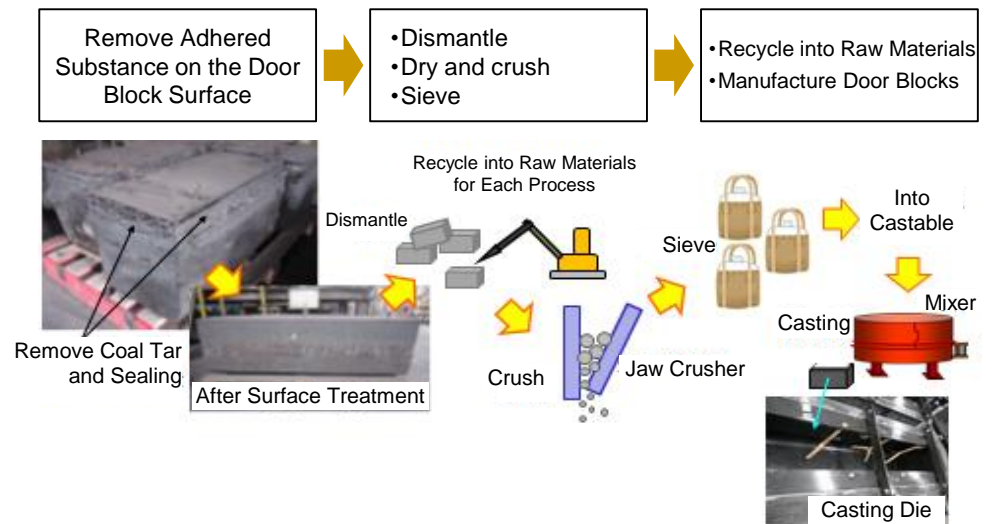 Remove Adhered
Substance on the Door
Block Surface
•Dismantle
•Dry and crush
•Sieve
•Recycle into Raw Materials
•Manufacture Door Blocks
Recycle into Raw Materials
for Each Process
Dismantle
Sieve
Into
Castable
Remove Coal Tar
and Sealing
After Surface Treatment
Crush
Jaw Crusher
Casting
Mixer
Casting Die